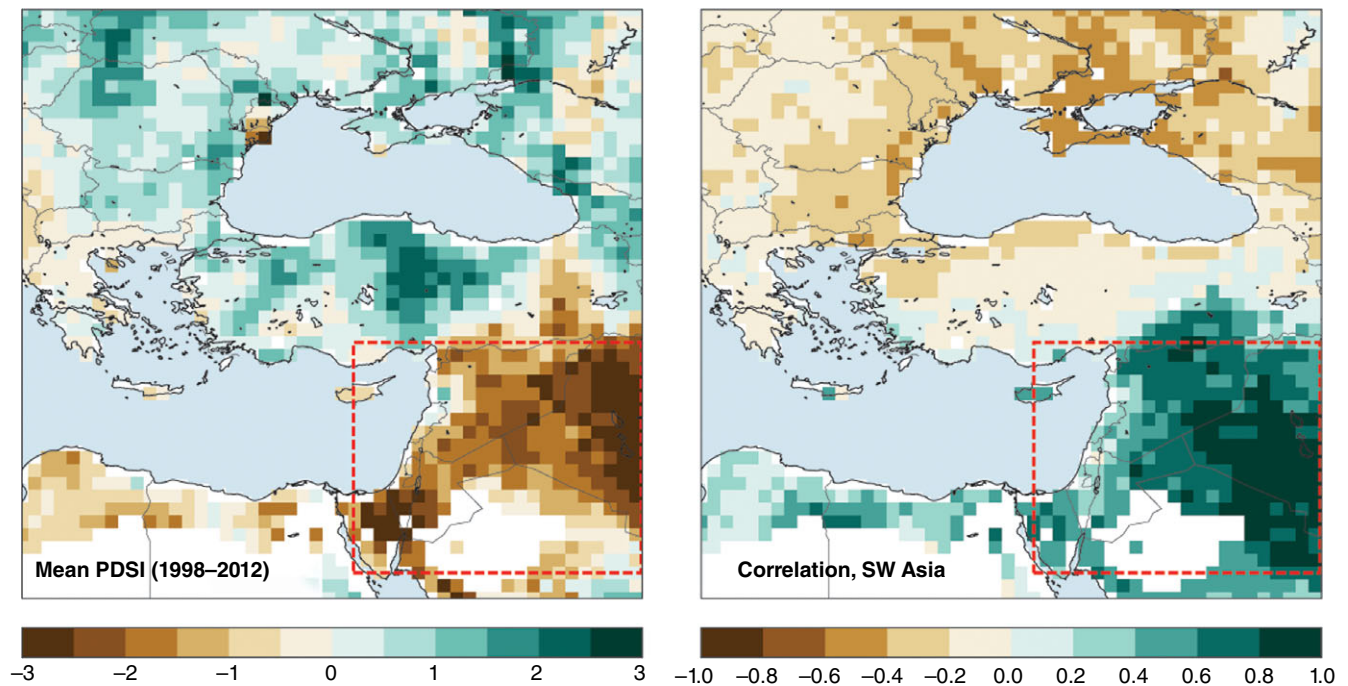 Mean PDSI (1998–2012)
–3 –2 –1 0 1 2 3
Correlation, SW Asia
–1.0 –0.8 –0.6 –0.4 –0.2 0.0 0.2 0.4 0.6 0.8 1.0